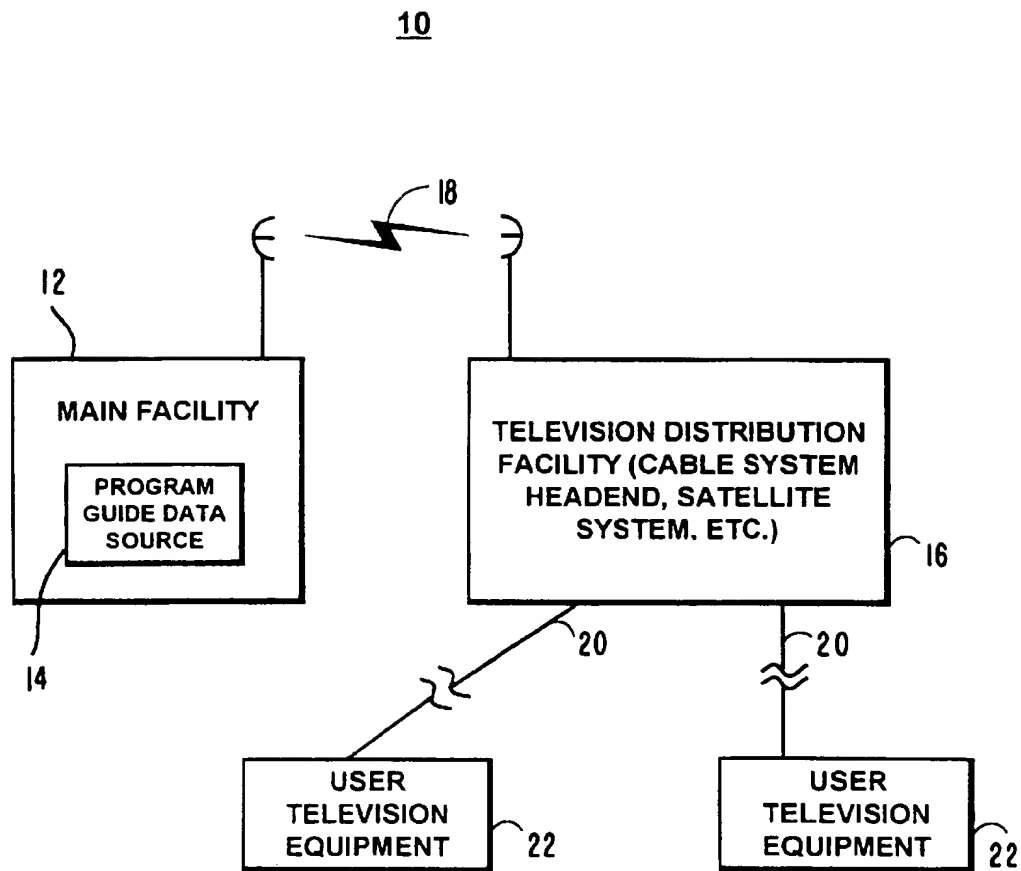 10
18
12
MAIN FACILITY
PROGRAM
GUIDE DATA
SOURCE
14
TELEVISION DISTRIBUTION
FACILITY (CABLE SYSTEM
HEADEND, SATELLITE
SYSTEM. ETC.)
16
20
20
USER
TELEVISION
EQUIPMENT
22
USER
TELEVISION
EQUIPMENT
22